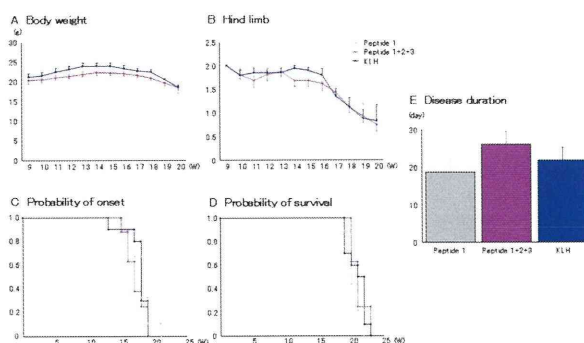 A Body weight
(g)
30
25
20
15
10
5
0
9 10 11 12 13 14 15 16 17 18 19 20 (W)
B Hind limb
2.5
2.0
1.5
1.0
0.5
0
9 10 11 12 13 14 15 16 17 18 19 20 (W)
Peptide 1
Peptide 1+2+3
KLH
C Probability of onset
1.0
0.8
0.6
0.4
0.2
0
5 10 15 20 25 (W)
D Probability of survival
1.0
0.8
0.6
0.4
0.2
0
5 10 15 20 25 (W)
E Disease duration
(day)
30
20
10
0
Peptide 1 Peptide 1+2+3 KLH